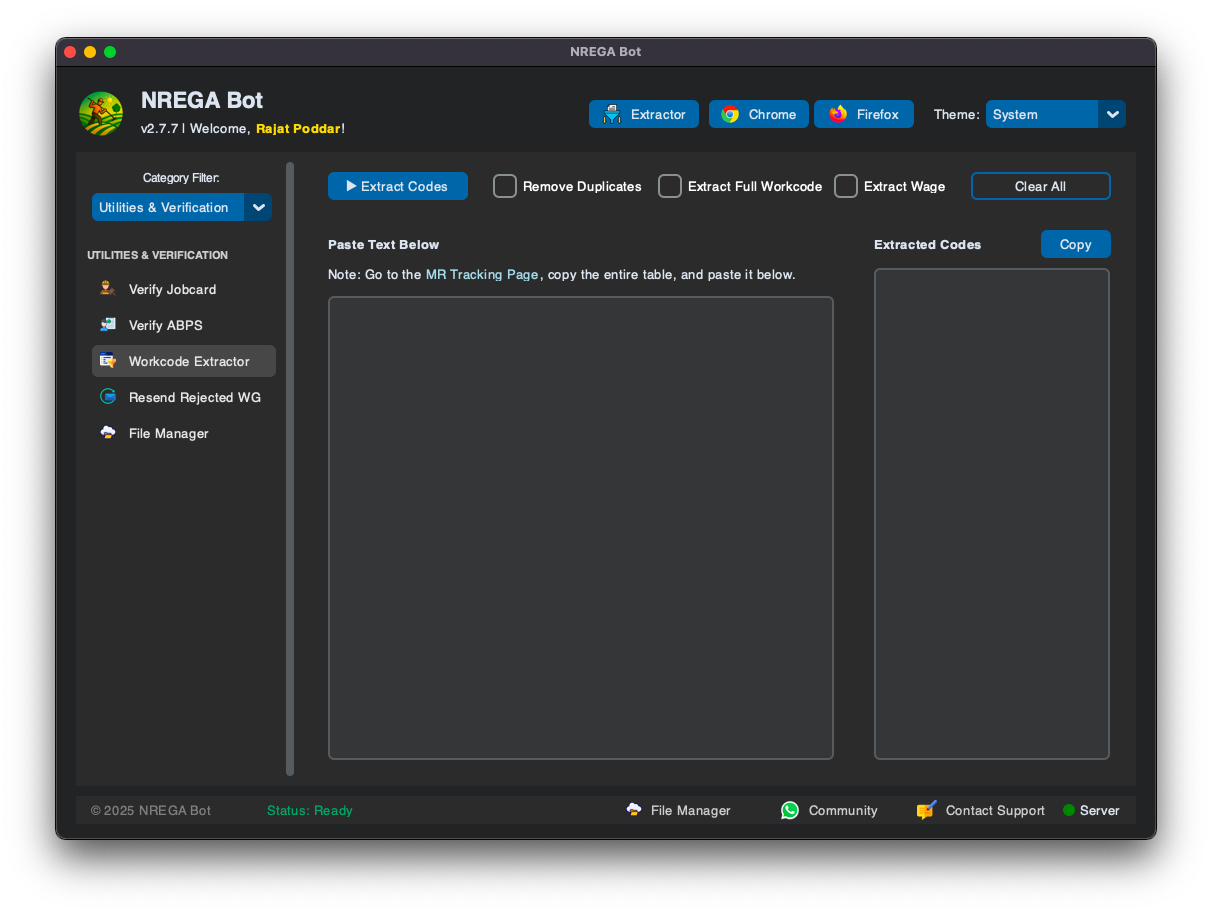 NREGA Bot
NREGA Bot
v2.7.7 | Welcome, Rajat Poddar!
Extractor
Chrome
Firefox
Theme:
System
Category Filter:
Utilities & Verification
UTILITIES & VERIFICATION
Verify Jobcard
Verify ABPS
Workcode Extractor
Resend Rejected WG
File Manager
Extract Codes
Remove Duplicates
Extract Full Workcode
Extract Wage
Clear All
Paste Text Below
Note: Go to the MR Tracking Page, copy the entire table, and paste it below.
Extracted Codes
Copy
© 2025 NREGA Bot
Status: Ready
File Manager
Community
Contact Support
Server